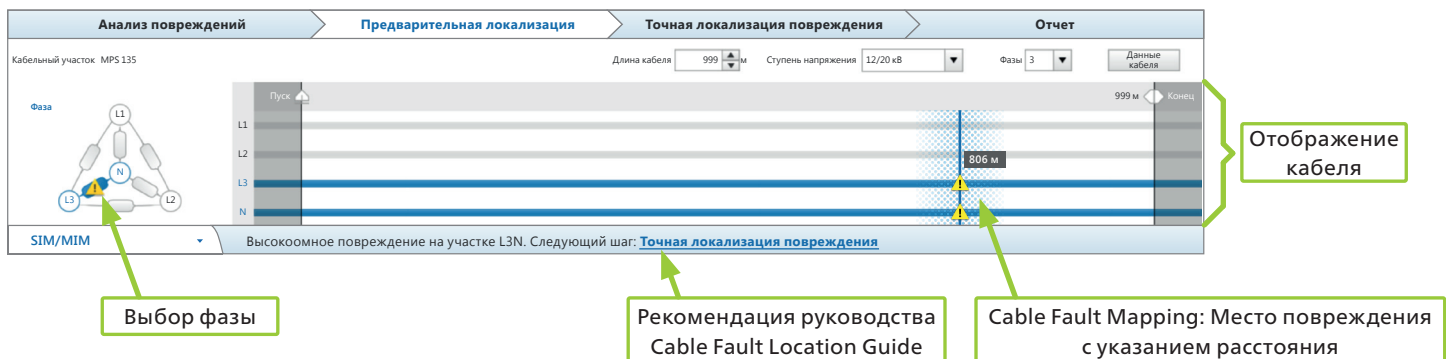 Анализ повреждений
Предварительная локализация
Точная локализация повреждения
Отчет
Кабельный участок MPS 135
Длина кабеля 999 м
Ступень напряжения 12/20 кВ
Фазы 3
Данные
кабеля
Фаза
L1
N
L3
L2
Пуск
999 м
Конец
L1
L2
806 м
L3
N
Отображение
кабеля
SIM/MIM
Высокоомное повреждение на участке L3N. Следующий шаг: Точная локализация повреждения
Выбор фазы
Рекомендация руководства
Cable Fault Location Guide
Cable Fault Mapping: Место повреждения
с указанием расстояния